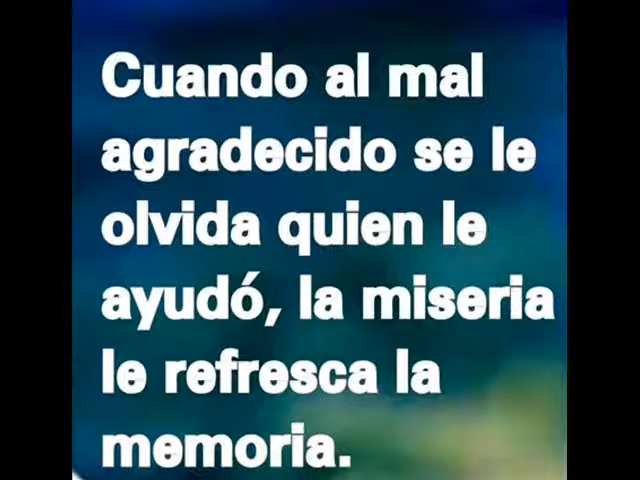 Cuando al mal
agradecido se le
olvida quien le
ayudó, la miseria
le refresca la
memoria.